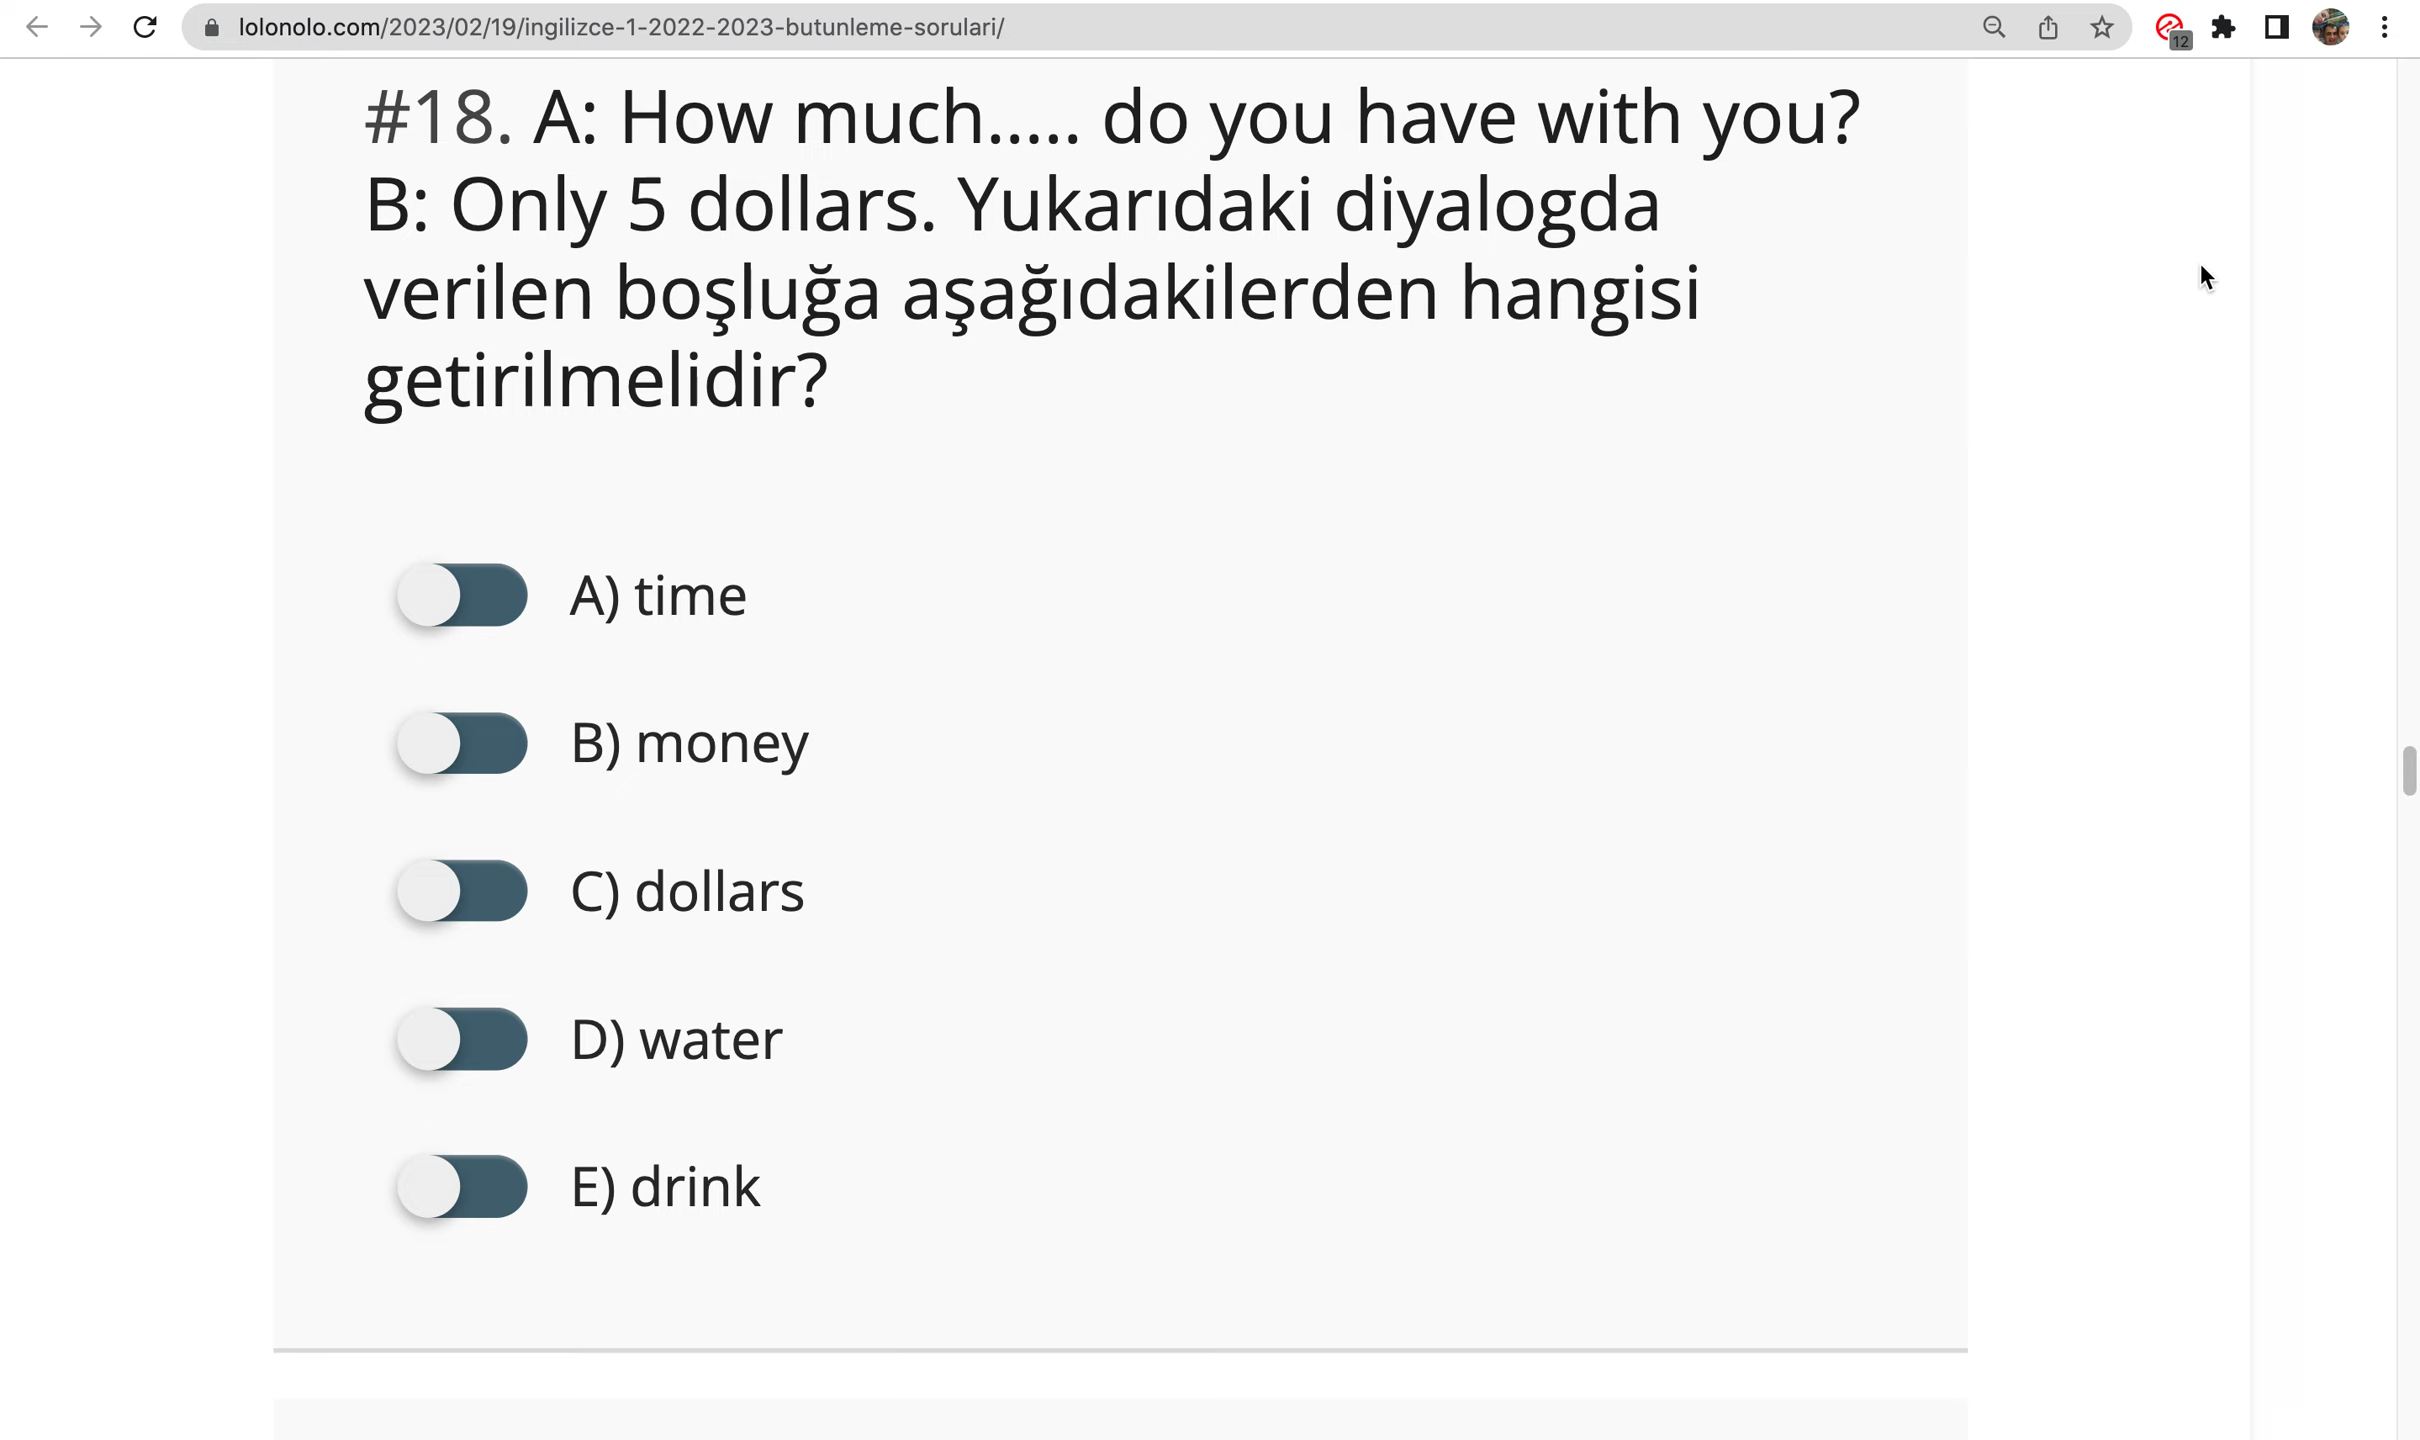 lolonolo.com/2023/02/19/ingilizce-1-2022-2023-butunleme-sorulari/
12
#18. A: How much..... do you have with you?
B: Only 5 dollars. Yukarıdaki diyalogda
verilen boşluğa aşağıdakilerden hangisi
getirilmelidir?
A) time
B) money
C) dollars
D) water
E) drink